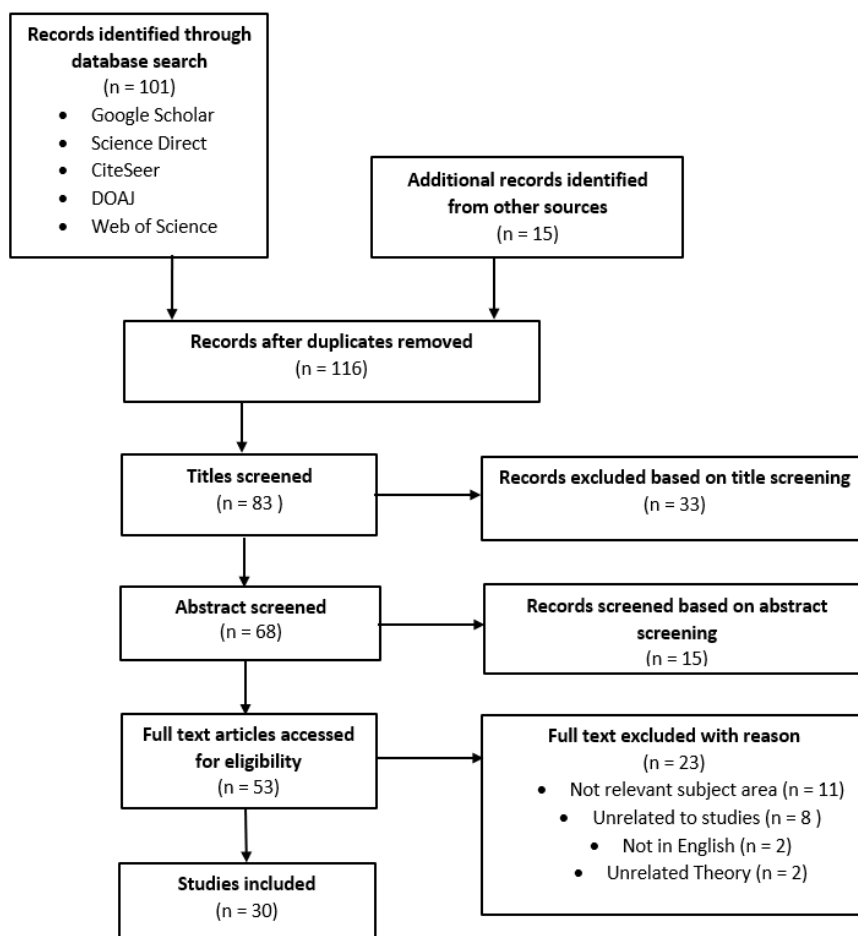 Records identified through
database search
(n = 101)
• Google Scholar
• Science Direct
• CiteSeer
• DOAJ
• Web of Science
Additional records identified
from other sources
(n = 15)
Records after duplicates removed
(n = 116)
Titles screened
(n = 83 )
Records excluded based on title screening
(n = 33)
Abstract screened
(n = 68)
Records screened based on abstract
screening
(n = 15)
Full text articles accessed
for eligibility
(n = 53)
Full text excluded with reason
(n = 23)
• Not relevant subject area (n = 11)
• Unrelated to studies (n = 8 )
• Not in English (n = 2)
• Unrelated Theory (n = 2)
Studies included
(n = 30)